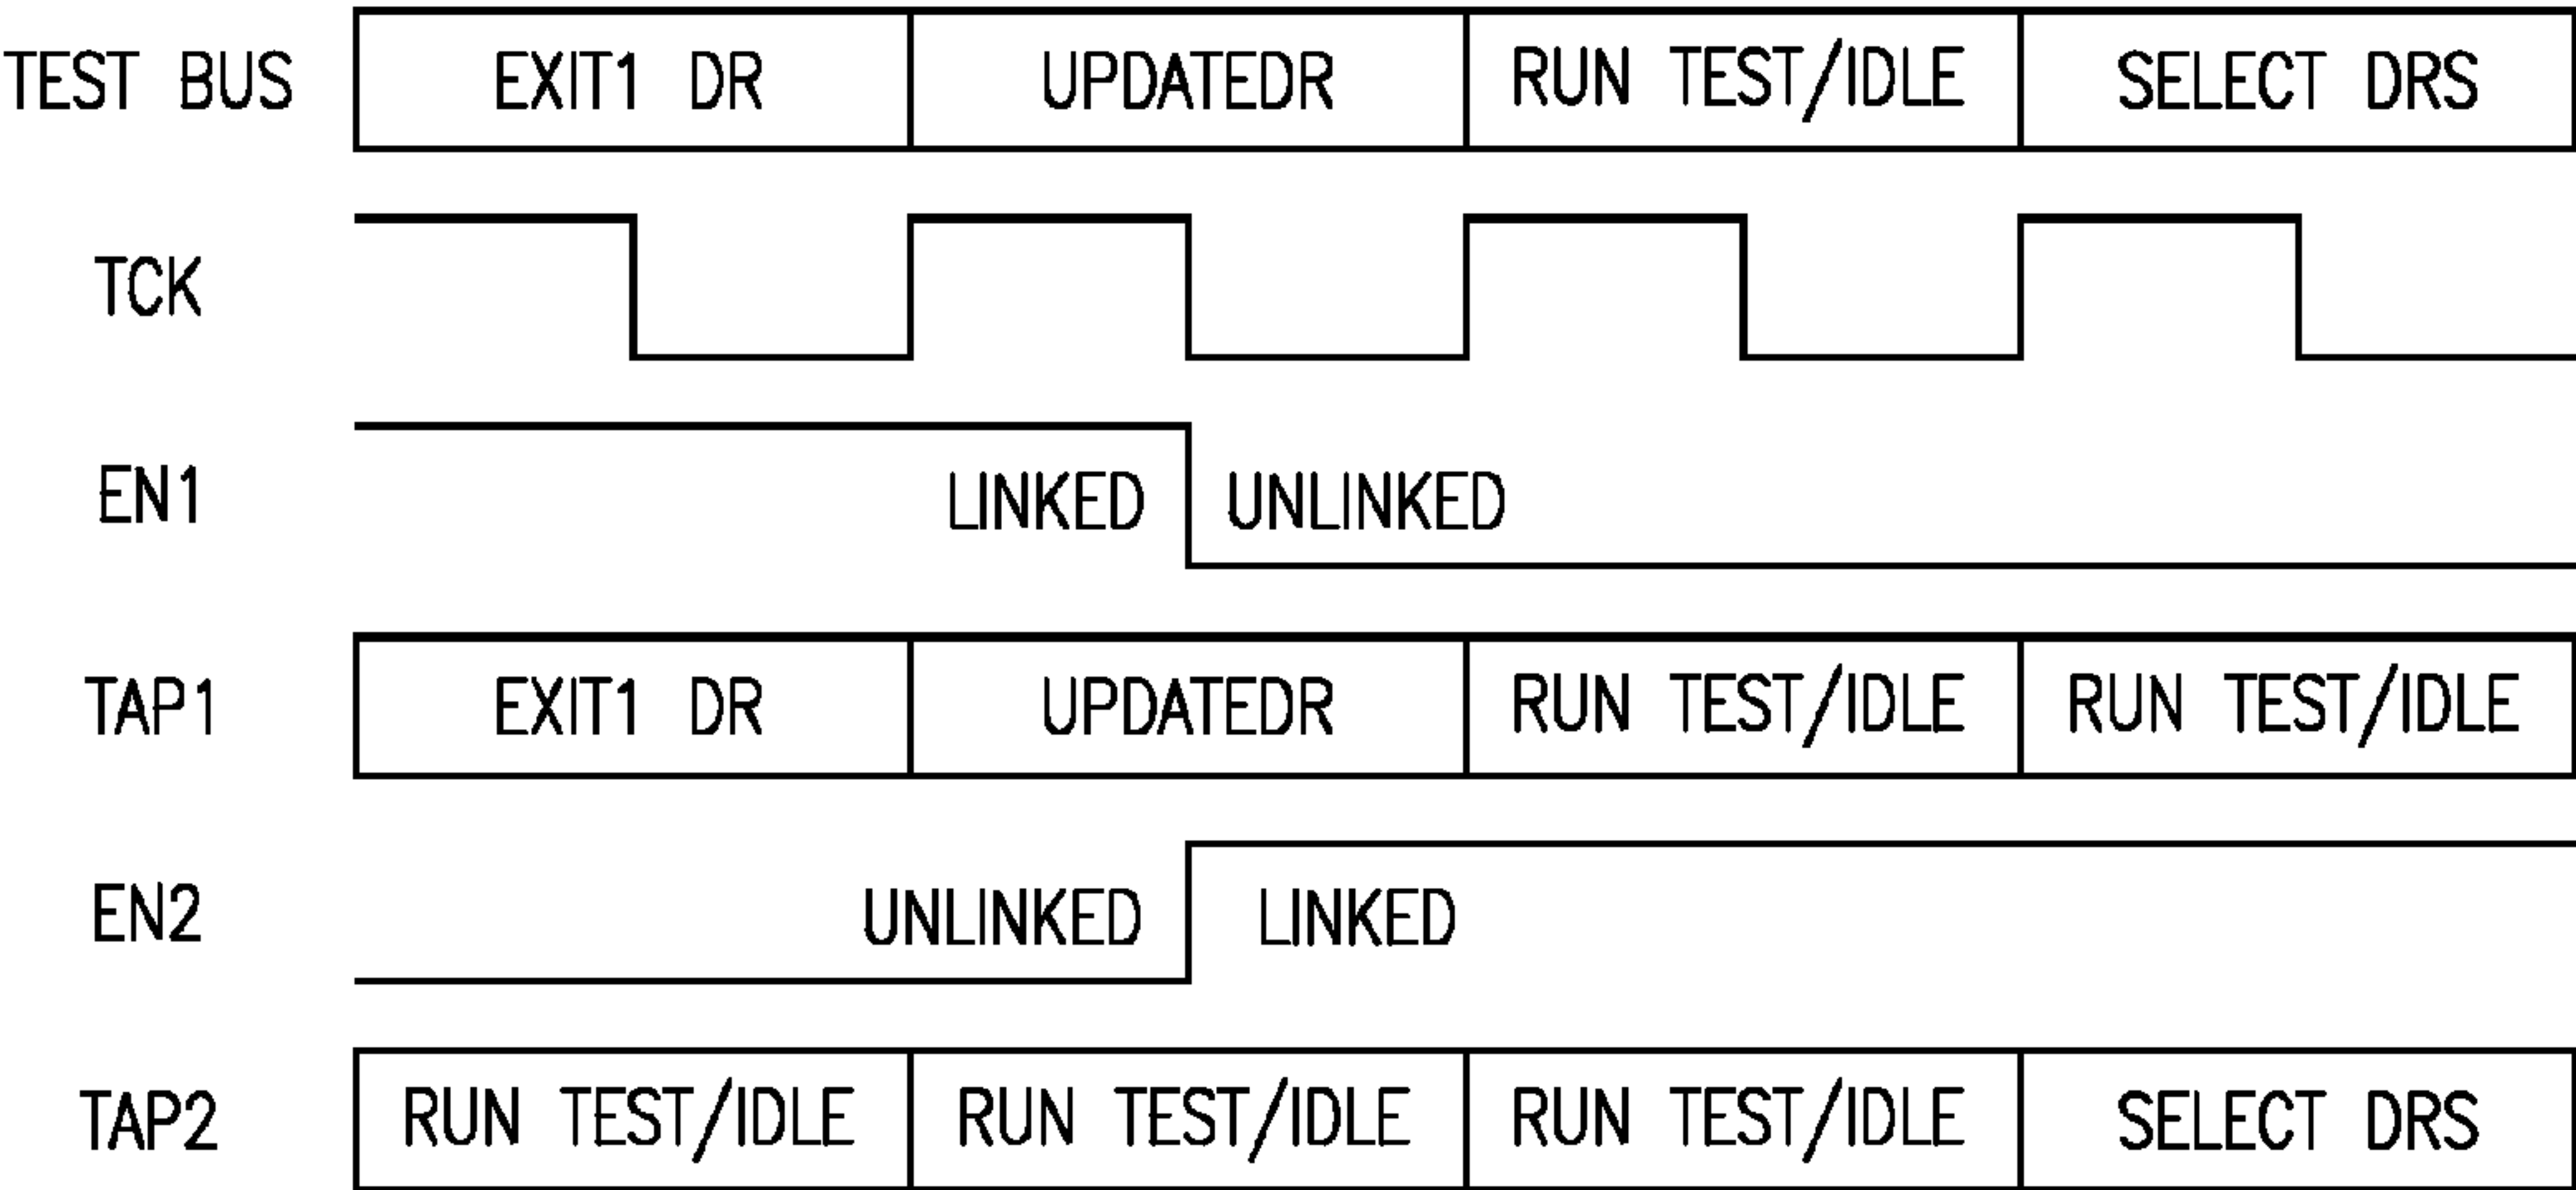 TEST BUS EXIT1 DR UPDATEDR RUN TEST/IDLE SELECT DRS
TCK
EN1 LINKED UNLINKED
TAP1 EXIT1 DR UPDATEDR RUN TEST/IDLE RUN TEST/IDLE
EN2 UNLINKED LINKED
TAP2 RUN TEST/IDLE RUN TEST/IDLE RUN TEST/IDLE SELECT DRS